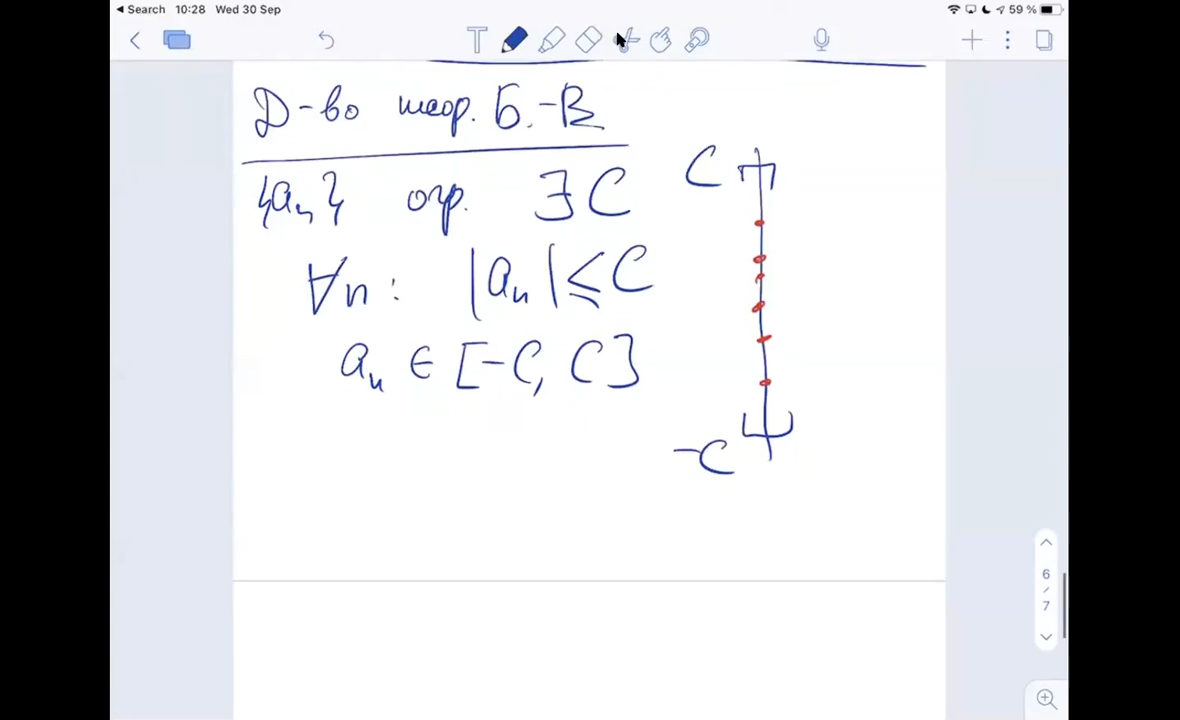 Search 10:28 Wed 30 Sep 59 %
Д-во теор. Б.-В
{aₙ} огр. ∃ C
∀n : |aₙ| ≤ C
aₙ ∈ [-C, C]
C
-C
6
/
7